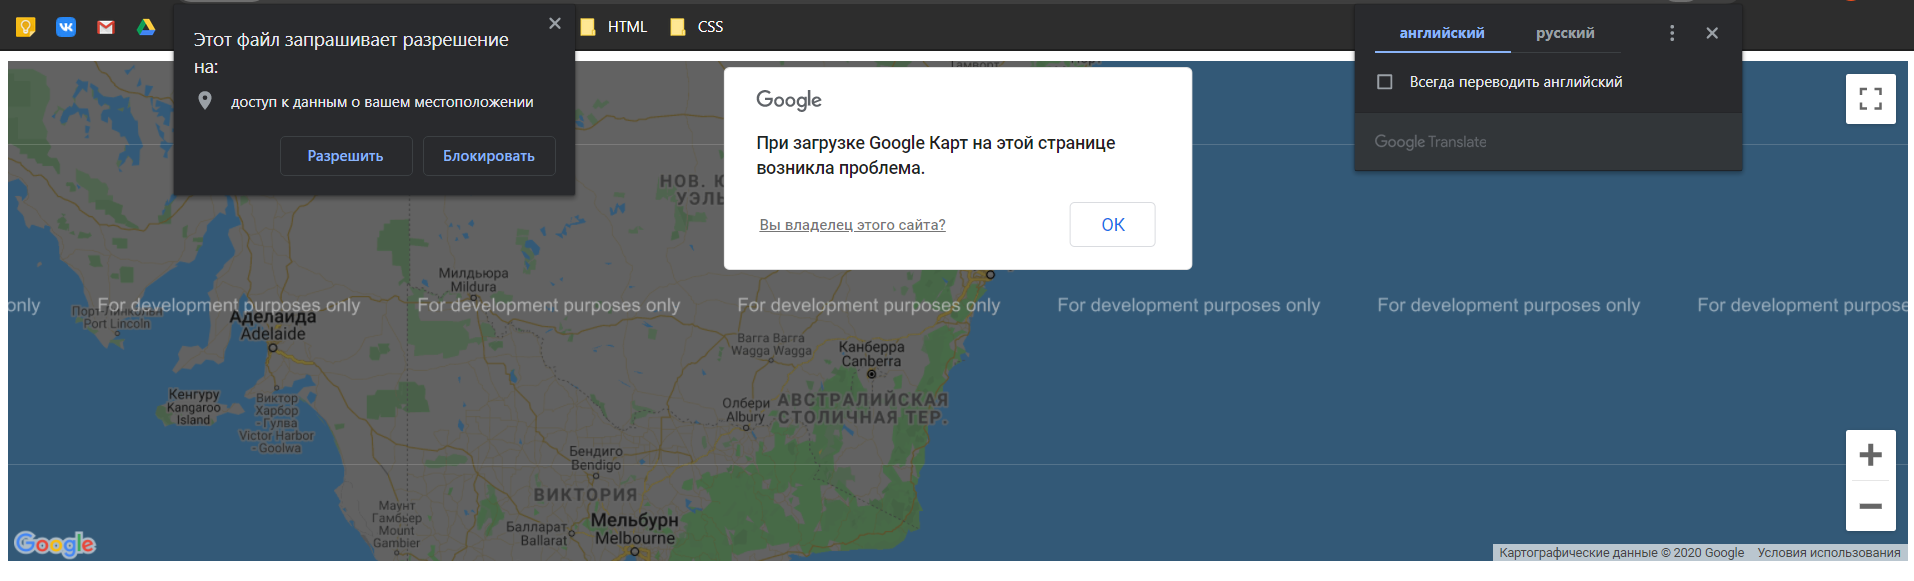 HTML
CSS
Этот файл запрашивает разрешение
на:
доступ к данным о вашем местоположении
Разрешить
Блокировать
английский
русский
Всегда переводить английский
Google Translate
Google
При загрузке Google Карт на этой странице
возникла проблема.
Вы владелец этого сайта?
ОК
НОВ.
УЭЛЬ
Милдьюра
Mildura
only
For development purposes only
For development purposes only
For development purposes only
For development purposes only
For development purposes only
For development purpose
Порт-Линкольн
Port Lincoln
Аделаида
Adelaide
Barra Barra
Wagga Wagga
Канберра
Canberra
Кенгуру
Kangaroo
Island
Виктор
Харбор
- Гулва
Victor Harbor
- Goolwa
Олбери
Albury
АВСТРАЛИЙСКАЯ
СТОЛИЧНАЯ ТЕР.
Бендиго
Bendigo
ВИКТОРИЯ
Маунт
Гамбьер
Mount
Gambier
Балларат
Ballarat
Мельбурн
Melbourne
Google
Картографические данные © 2020 Google
Условия использования